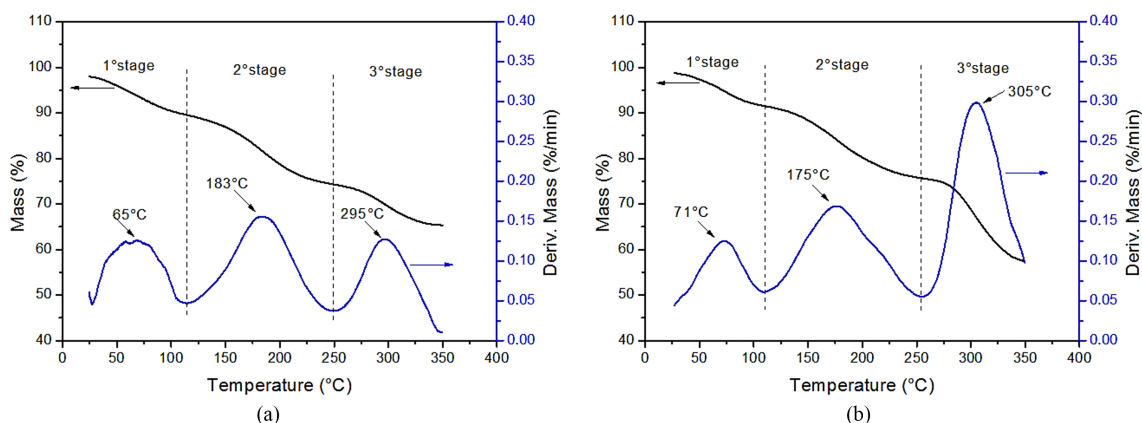 110
100
90
80
70
60
50
40
Mass (%)
0.40
0.35
0.30
0.25
0.20
0.15
0.10
0.05
0.00
Deriv. Mass (%/min)
1°stage
2°stage
3°stage
65°C
183°C
295°C
0 50 100 150 200 250 300 350 400
Temperature (°C)
(a)
110
100
90
80
70
60
50
40
Mass (%)
0.40
0.35
0.30
0.25
0.20
0.15
0.10
0.05
0.00
Deriv. Mass (%/min)
1°stage
2°stage
3°stage
305°C
71°C
175°C
0 50 100 150 200 250 300 350 400
Temperature (°C)
(b)